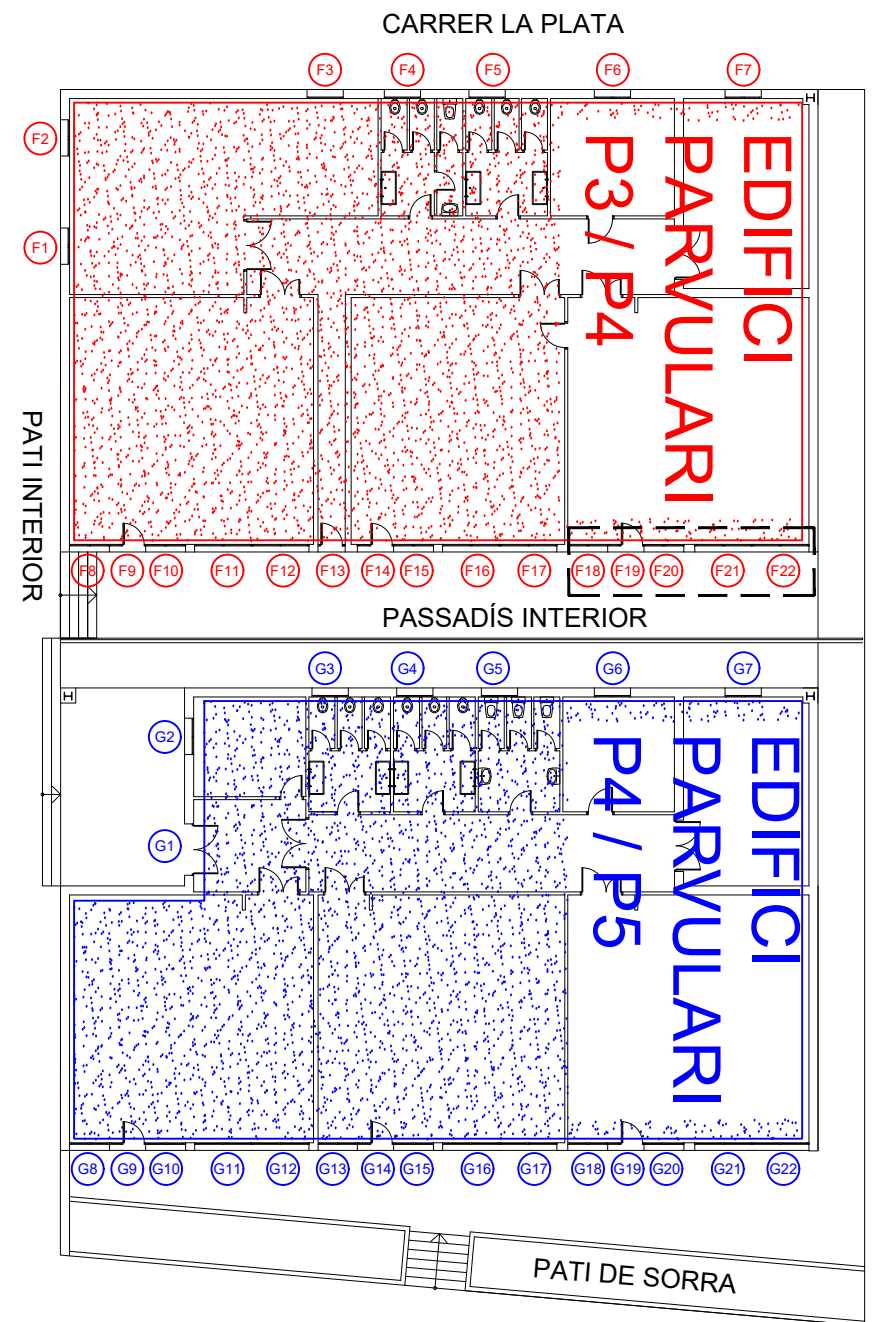 CARRER LA PLATA
F3
F4
F5
F6
F7
F2
F1
EDIFICI
PARVULARI
P3 / P4
PATI INTERIOR
F8
F9
F10
F11
F12
F13
F14
F15
F16
F17
F18
F19
F20
F21
F22
PASSADÍS INTERIOR
G3
G4
G5
G6
G7
G2
G1
EDIFICI
PARVULARI
P4 / P5
G8
G9
G10
G11
G12
G13
G14
G15
G16
G17
G18
G19
G20
G21
G22
PATI DE SORRA